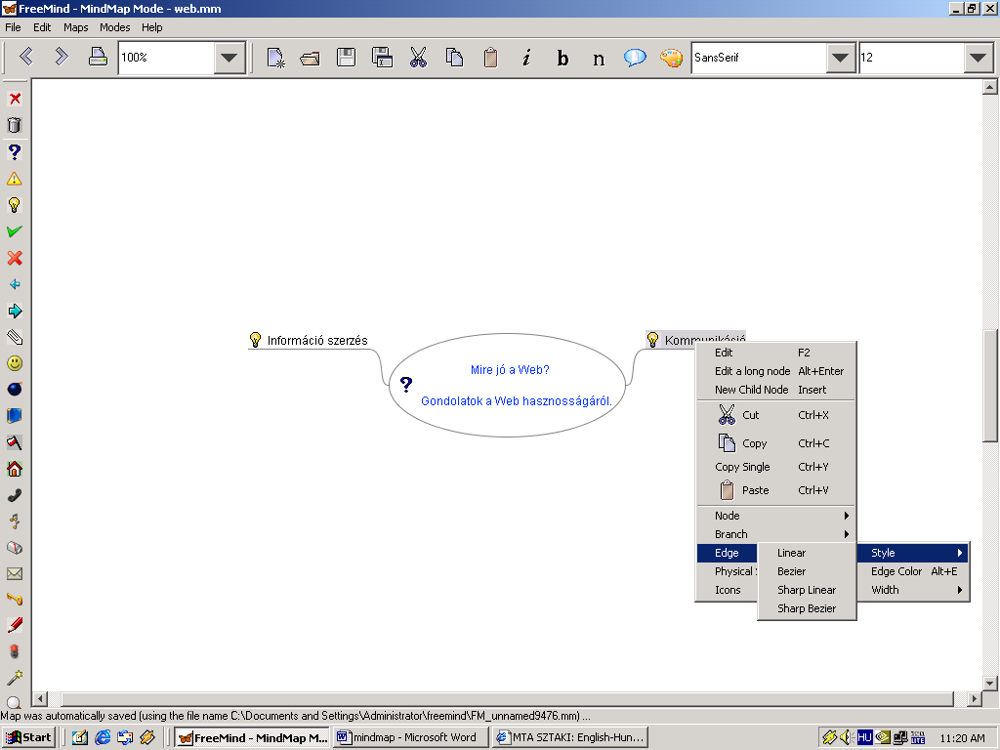 FreeMind - MindMap Mode - web.mm
File Edit Maps Modes Help
100%
i b n
SansSerif
12
Információ szerzés
Mire jó a Web?
Gondolatok a Web hasznosságáról.
Kommunikáció
Edit F2
Edit a long node Alt+Enter
New Child Node Insert
Cut Ctrl+X
Copy Ctrl+C
Copy Single Ctrl+Y
Paste Ctrl+V
Node
Branch
Edge
Physical
Icons
Linear
Bezier
Sharp Linear
Sharp Bezier
Style
Edge Color Alt+E
Width
Map was automatically saved (using the file name C:\Documents and Settings\Administrator\freemind\FM_unnamed9476.mm) ...
Start
FreeMind - MindMap M...
mindmap - Microsoft Word
MTA SZTAKI: English-Hun...
HU
11:20 AM